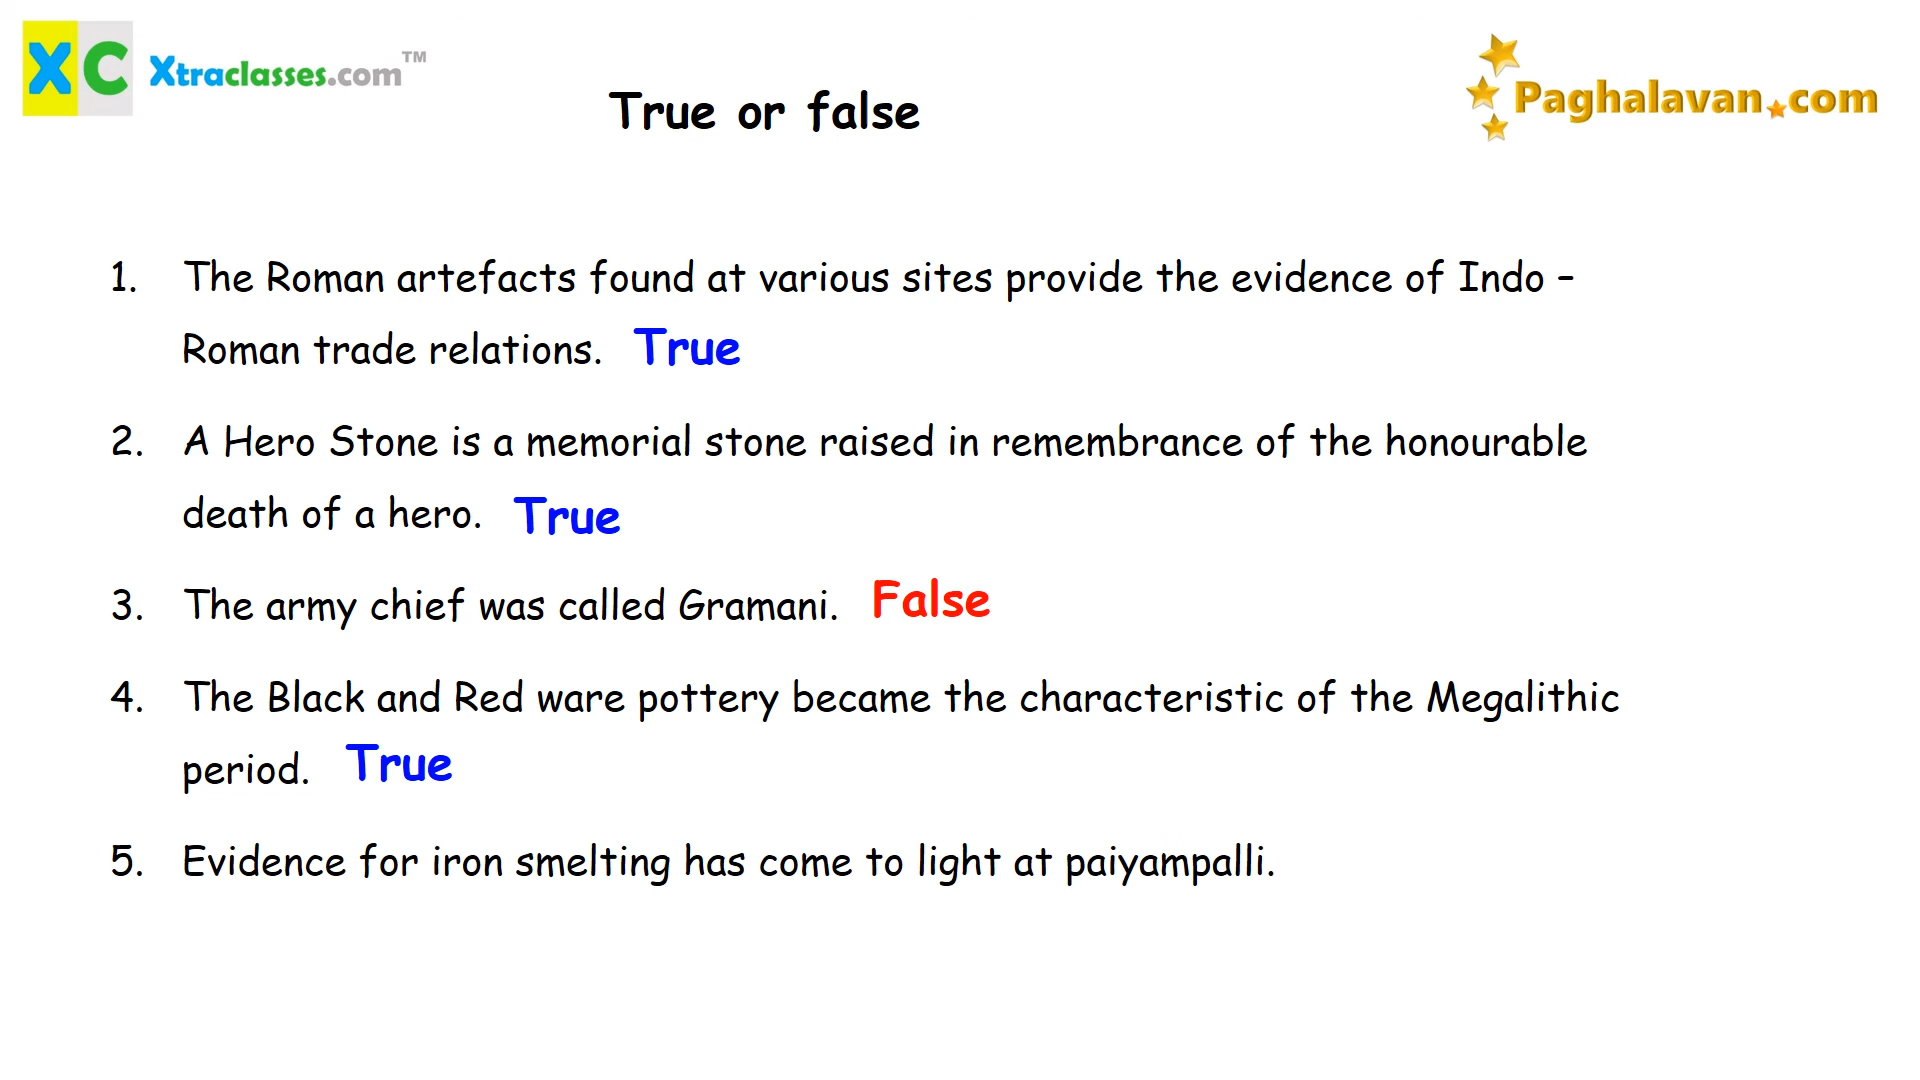 XC Xtraclasses.com™
Paghalavan.com
True or false
1. The Roman artefacts found at various sites provide the evidence of Indo –
Roman trade relations. True
2. A Hero Stone is a memorial stone raised in remembrance of the honourable
death of a hero. True
3. The army chief was called Gramani. False
4. The Black and Red ware pottery became the characteristic of the Megalithic
period. True
5. Evidence for iron smelting has come to light at paiyampalli.